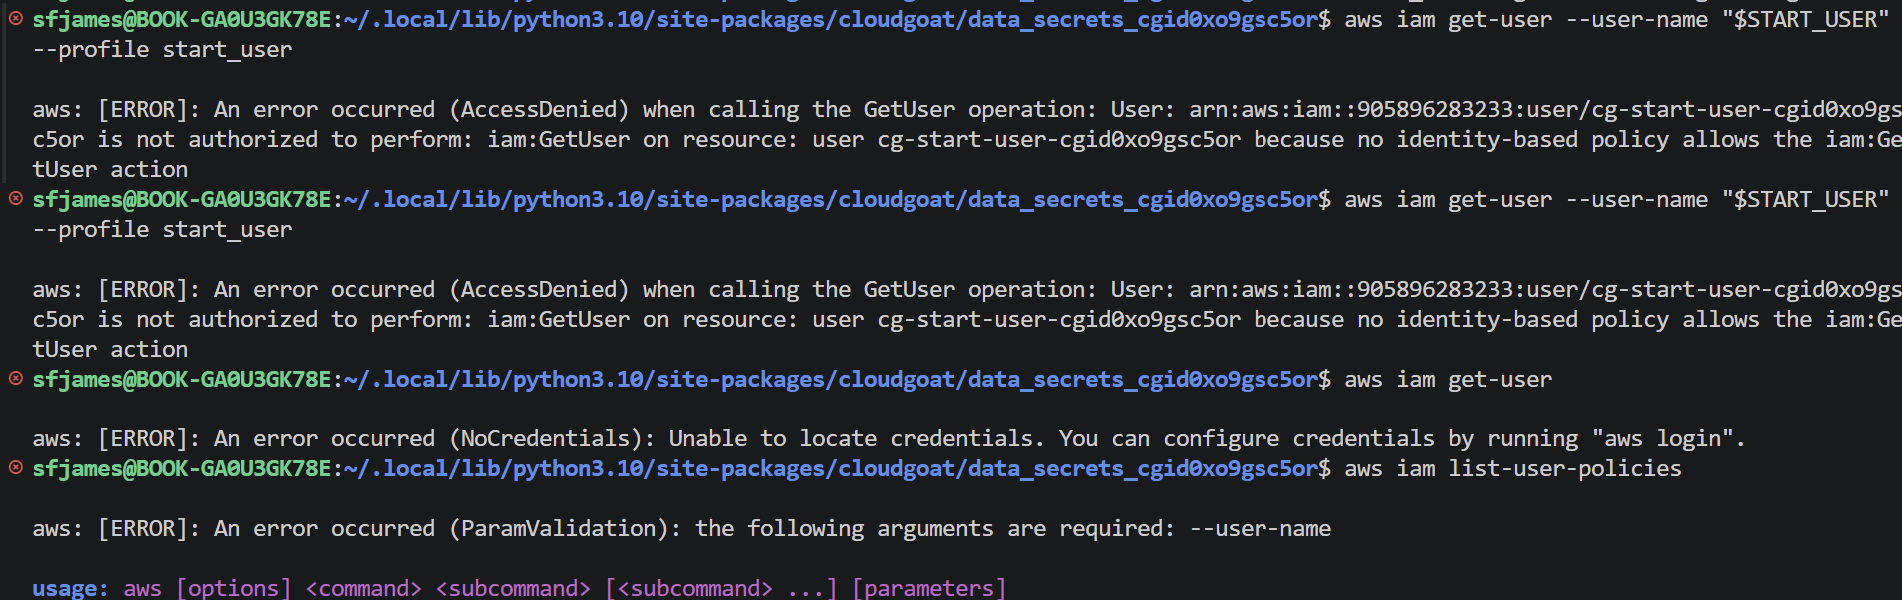 sfjames@BOOK-GA0U3GK78E:~/.local/lib/python3.10/site-packages/cloudgoat/data_secrets_cgid0xo9gsc5or$ aws iam get-user --user-name "$START_USER"
--profile start_user
aws: [ERROR]: An error occurred (AccessDenied) when calling the GetUser operation: User: arn:aws:iam::905896283233:user/cg-start-user-cgid0xo9gs
c5or is not authorized to perform: iam:GetUser on resource: user cg-start-user-cgid0xo9gsc5or because no identity-based policy allows the iam:Ge
tUser action
sfjames@BOOK-GA0U3GK78E:~/.local/lib/python3.10/site-packages/cloudgoat/data_secrets_cgid0xo9gsc5or$ aws iam get-user --user-name "$START_USER"
--profile start_user
aws: [ERROR]: An error occurred (AccessDenied) when calling the GetUser operation: User: arn:aws:iam::905896283233:user/cg-start-user-cgid0xo9gs
c5or is not authorized to perform: iam:GetUser on resource: user cg-start-user-cgid0xo9gsc5or because no identity-based policy allows the iam:Ge
tUser action
sfjames@BOOK-GA0U3GK78E:~/.local/lib/python3.10/site-packages/cloudgoat/data_secrets_cgid0xo9gsc5or$ aws iam get-user
aws: [ERROR]: An error occurred (NoCredentials): Unable to locate credentials. You can configure credentials by running "aws login".
sfjames@BOOK-GA0U3GK78E:~/.local/lib/python3.10/site-packages/cloudgoat/data_secrets_cgid0xo9gsc5or$ aws iam list-user-policies
aws: [ERROR]: An error occurred (ParamValidation): the following arguments are required: --user-name
usage: aws [options] <command> <subcommand> [<subcommand> ...] [parameters]